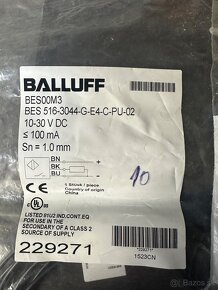 BALLUFF
BES00M3
BES 516-3044-G-E4-C-PU-02
10-30 V DC
≤ 100 mA
Sn = 1.0 mm
BN
BK
BU
1 Stück / Piece
Country of origin
China
10
LISTED 91U2 IND.CONT.EQ
FOR USE IN THE
SECONDARY OF A CLASS 2
SOURCE OF SUPPLY
229271
*229271*
1523CN